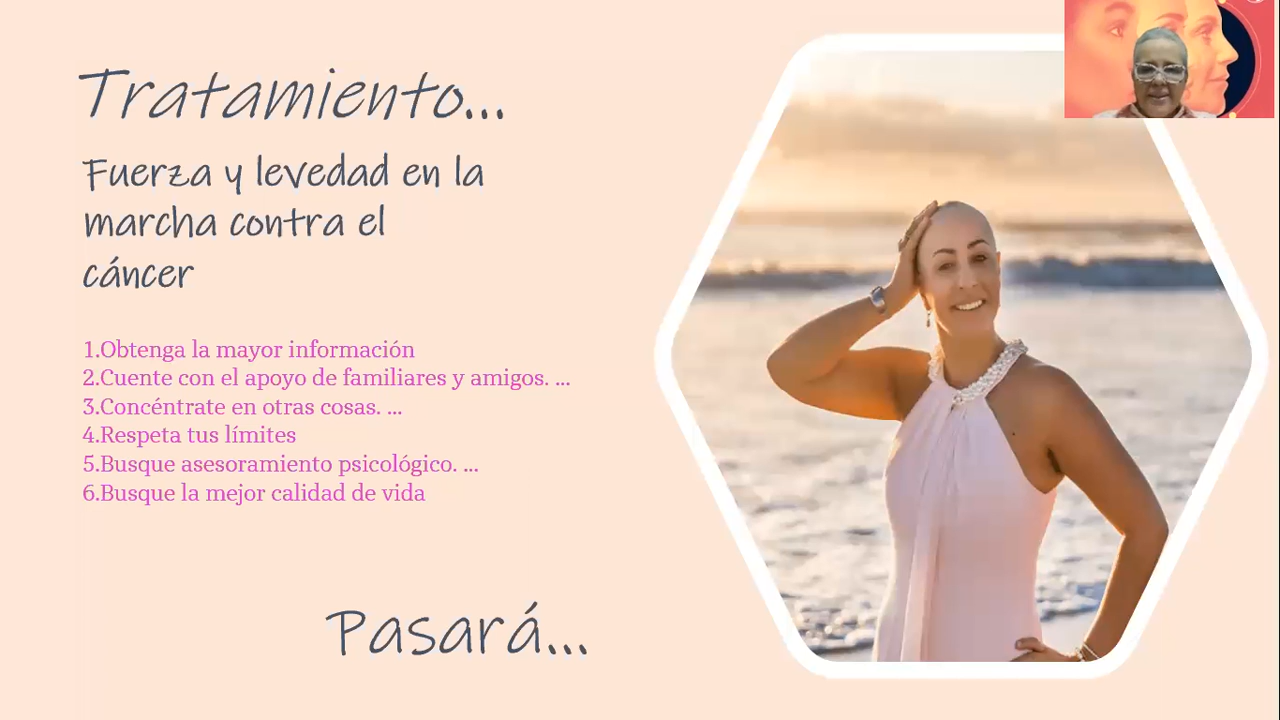 Tratamiento...
Fuerza y levedad en la
marcha contra el
cáncer
1.Obtenga la mayor información
2.Cuente con el apoyo de familiares y amigos. ...
3.Concéntrate en otras cosas. ...
4.Respeta tus límites
5.Busque asesoramiento psicológico. ...
6.Busque la mejor calidad de vida
Pasará...